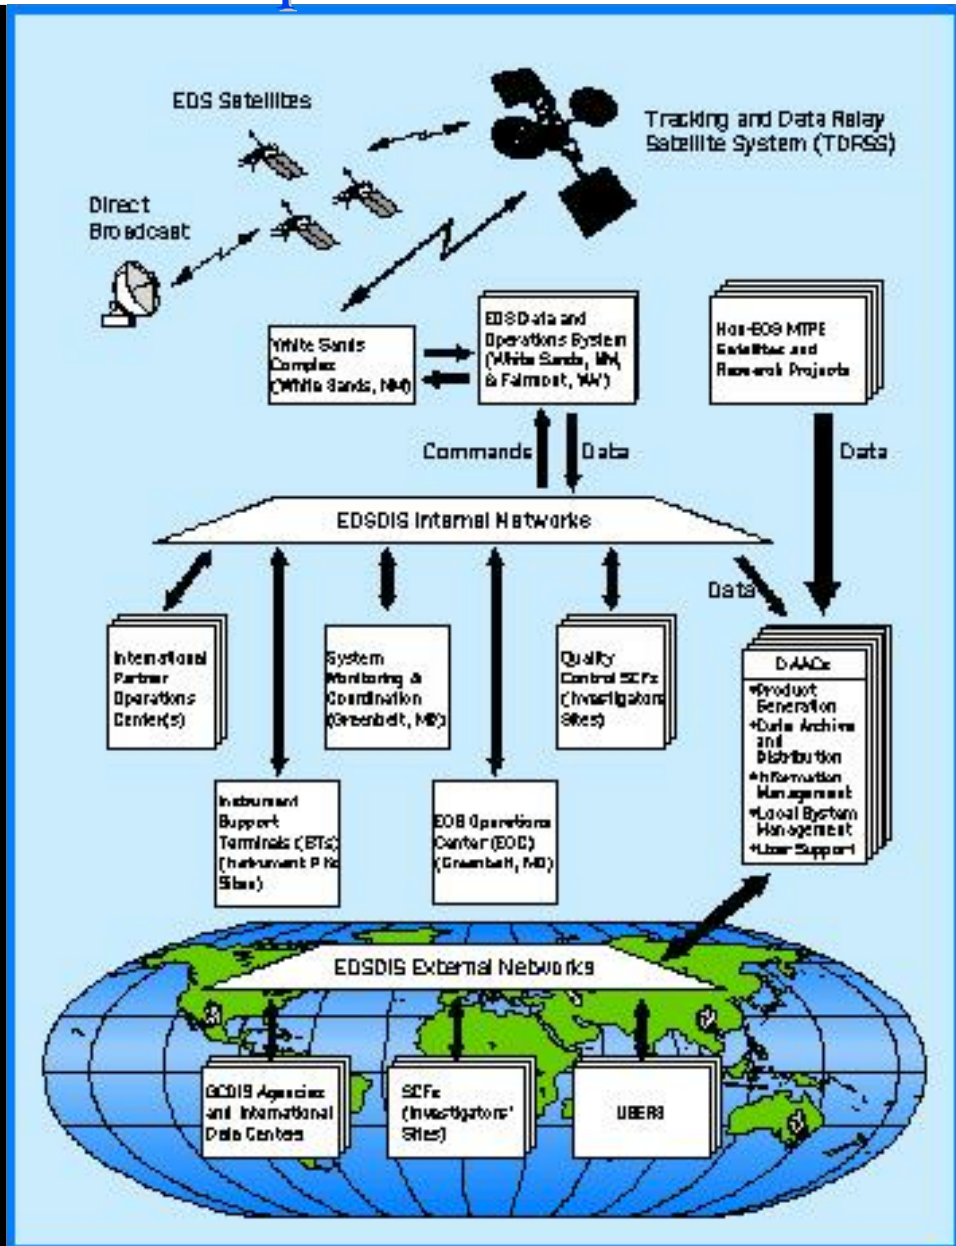 EOS Satellites
Tracking and Data Relay
Satellite System (TDRSS)
Direct
Broadcast
White Sands
Complex
(White Sands, NM)
EOS Data and
Operations System
(White Sands, NM,
& Fairmont, WV)
Non-EOS MTPE
Satellites and
Research Projects
Commands
Data
Data
EOSDIS Internal Networks
Data
International
Partner
Operations
Center(s)
System
Monitoring &
Coordination
(Greenbelt, MD)
Quality
Control SCFs
(Investigators
Sites)
DAACs
•Product
Generation
•Data Archive
and
Distribution
•Information
Management
•Local System
Management
•User Support
Instrument
Support
Terminals (ISTs)
(Instrument PIs
Sites)
EOS Operations
Center (EOC)
(Greenbelt, MD)
EOSDIS External Networks
GCDIS Agencies
and International
Data Centers
SCFs
(Investigators'
Sites)
USERS